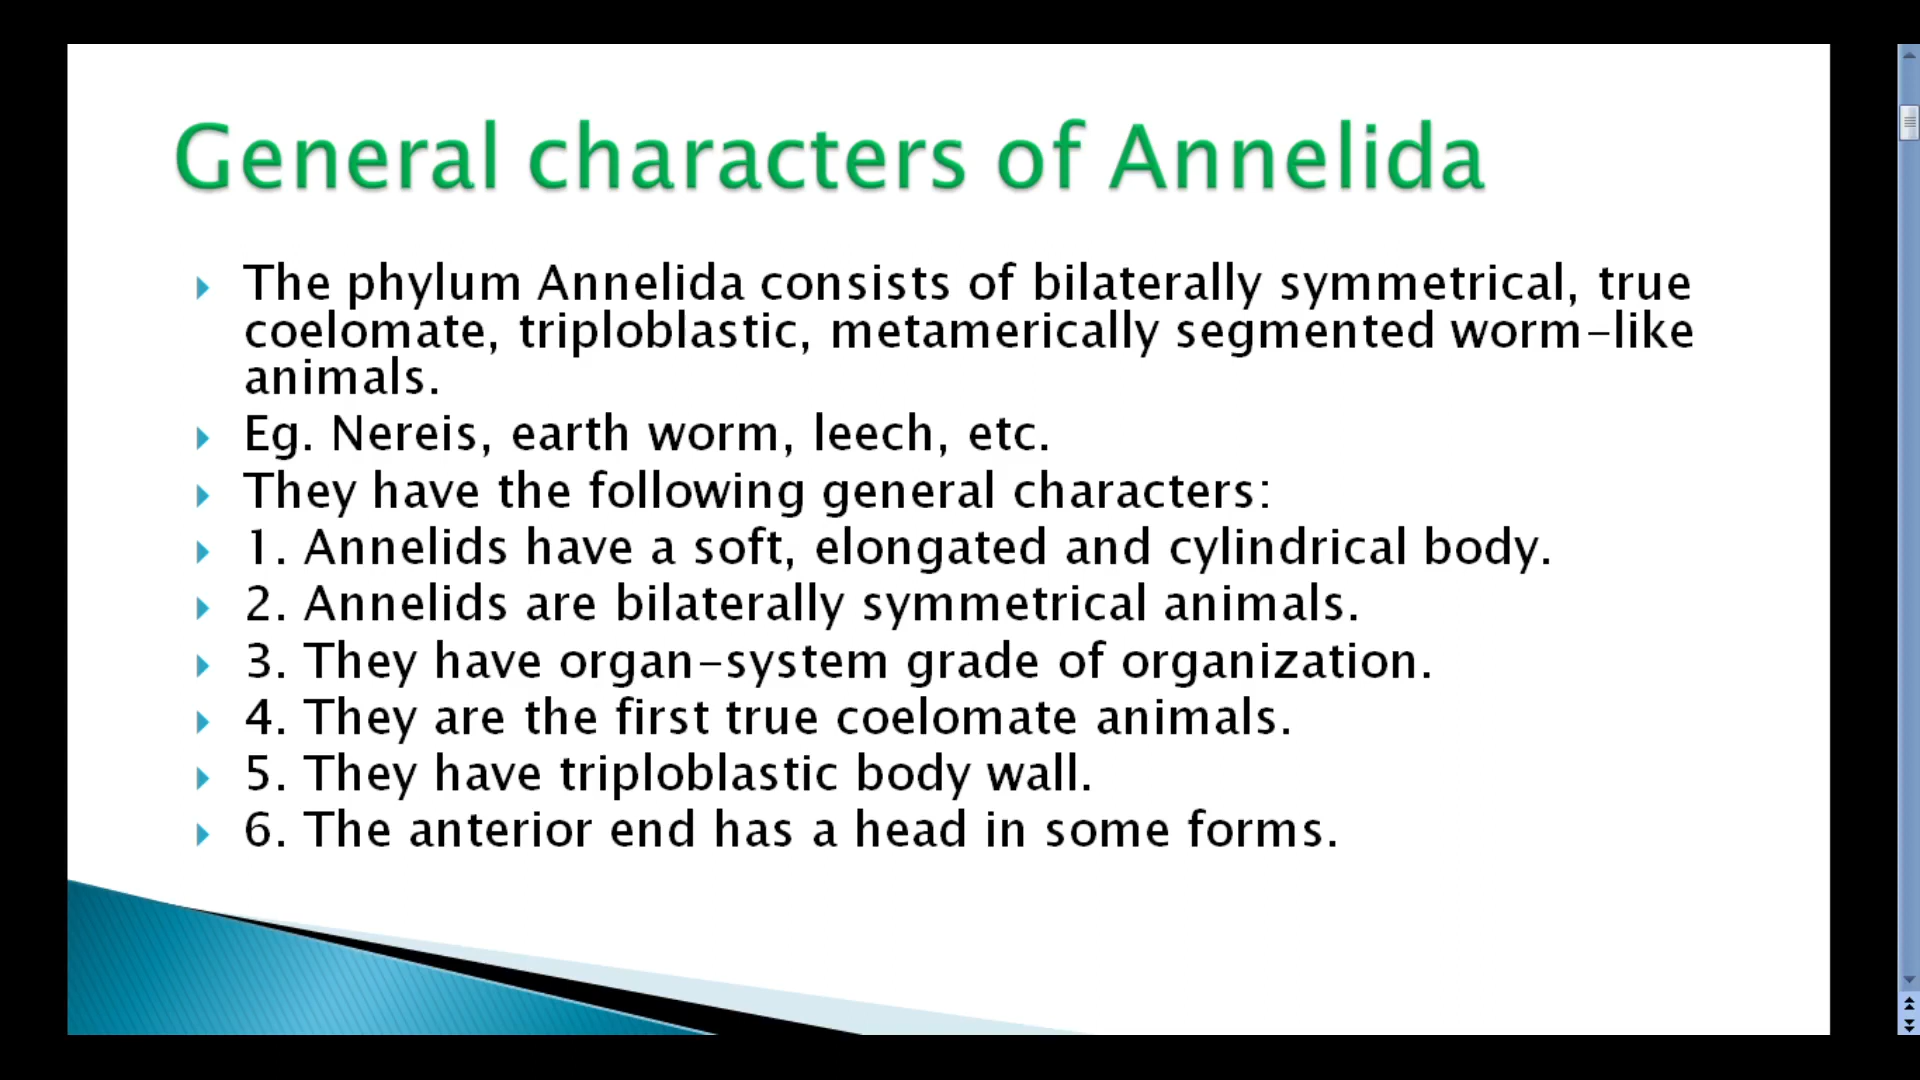 General characters of Annelida
The phylum Annelida consists of bilaterally symmetrical, true
coelomate, triploblastic, metamerically segmented worm-like
animals.
Eg. Nereis, earth worm, leech, etc.
They have the following general characters:
1. Annelids have a soft, elongated and cylindrical body.
2. Annelids are bilaterally symmetrical animals.
3. They have organ-system grade of organization.
4. They are the first true coelomate animals.
5. They have triploblastic body wall.
6. The anterior end has a head in some forms.